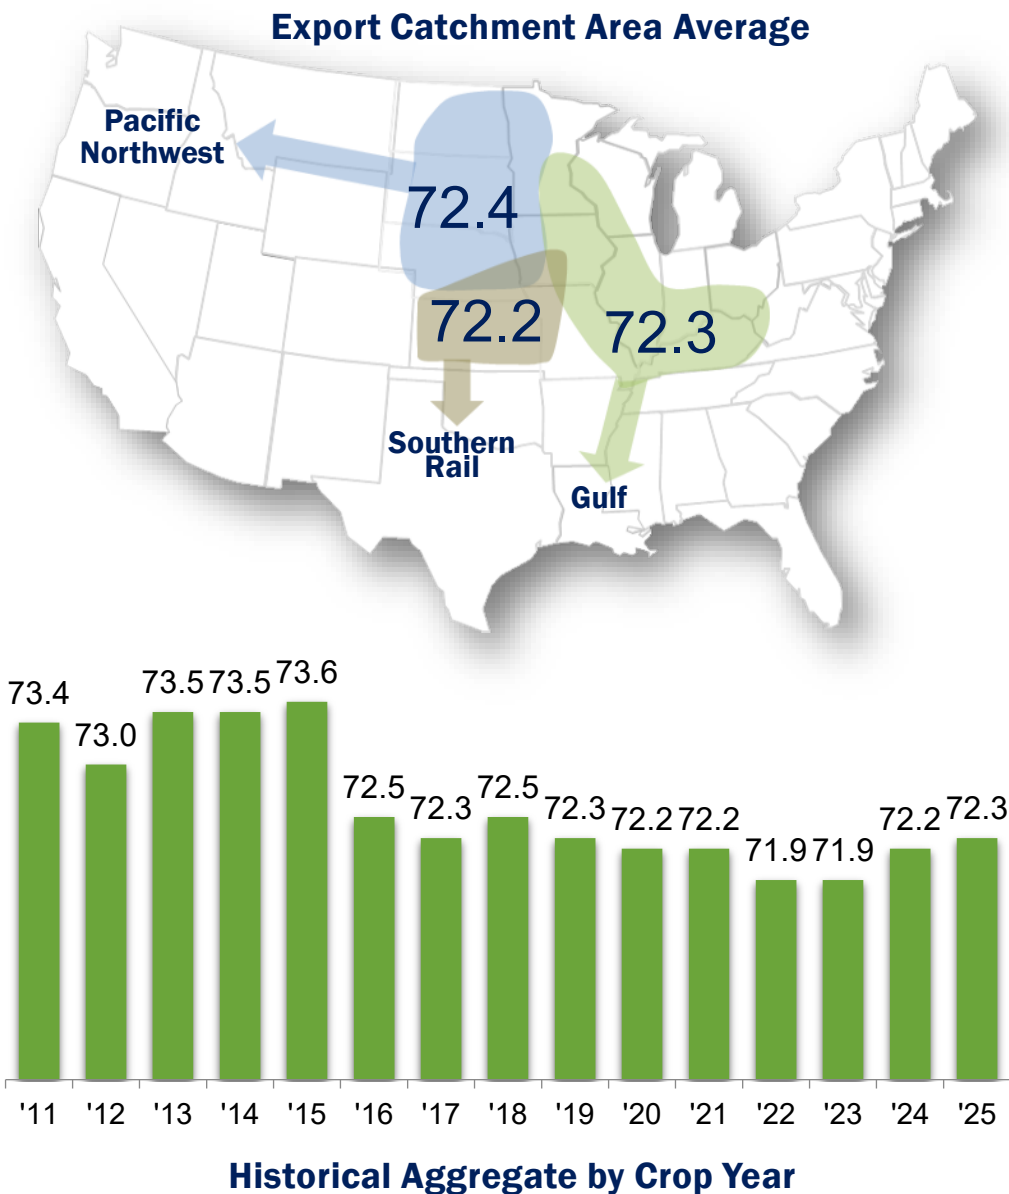 Export Catchment Area Average
Pacific
Northwest
72.4
72.2
72.3
Southern
Rail
Gulf
73.4 73.0 73.5 73.5 73.6 72.5 72.3 72.5 72.3 72.2 72.2 71.9 71.9 72.2 72.3
'11 '12 '13 '14 '15 '16 '17 '18 '19 '20 '21 '22 '23 '24 '25
Historical Aggregate by Crop Year